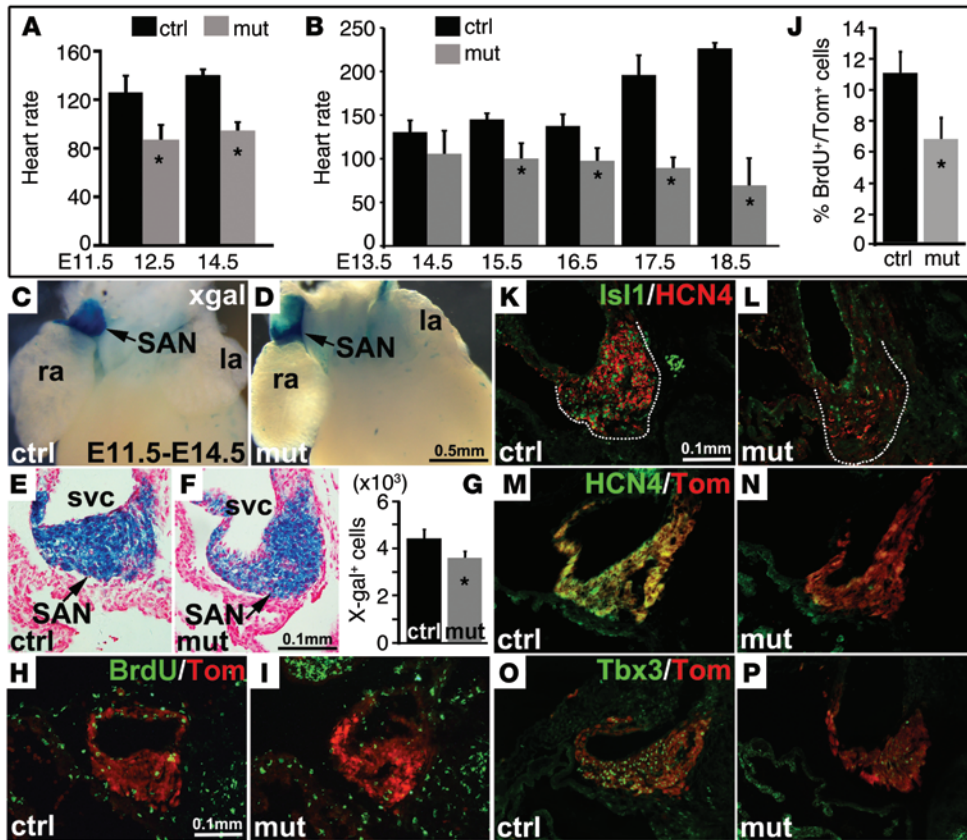 A
ctrl
mut
Heart rate
160
120
80
40
0
*
*
E11.5
12.5
14.5
B
ctrl
mut
Heart rate
250
200
150
100
50
0
*
*
*
*
E13.5
14.5
15.5
16.5
17.5
18.5
J
% BrdU⁺/Tom⁺ cells
14
12
10
8
6
4
2
0
*
ctrl
mut
C
xgal
SAN
ra
la
ctrl
E11.5-E14.5
D
la
SAN
ra
mut
0.5mm
K
Isl1/HCN4
ctrl
0.1mm
L
mut
E
svc
SAN
ctrl
F
svc
SAN
mut
0.1mm
(x10³)
G
X-gal⁺ cells
6
4
2
0
*
ctrl
mut
M
HCN4/Tom
ctrl
N
mut
H
BrdU/Tom
ctrl
0.1mm
I
mut
O
Tbx3/Tom
ctrl
P
mut